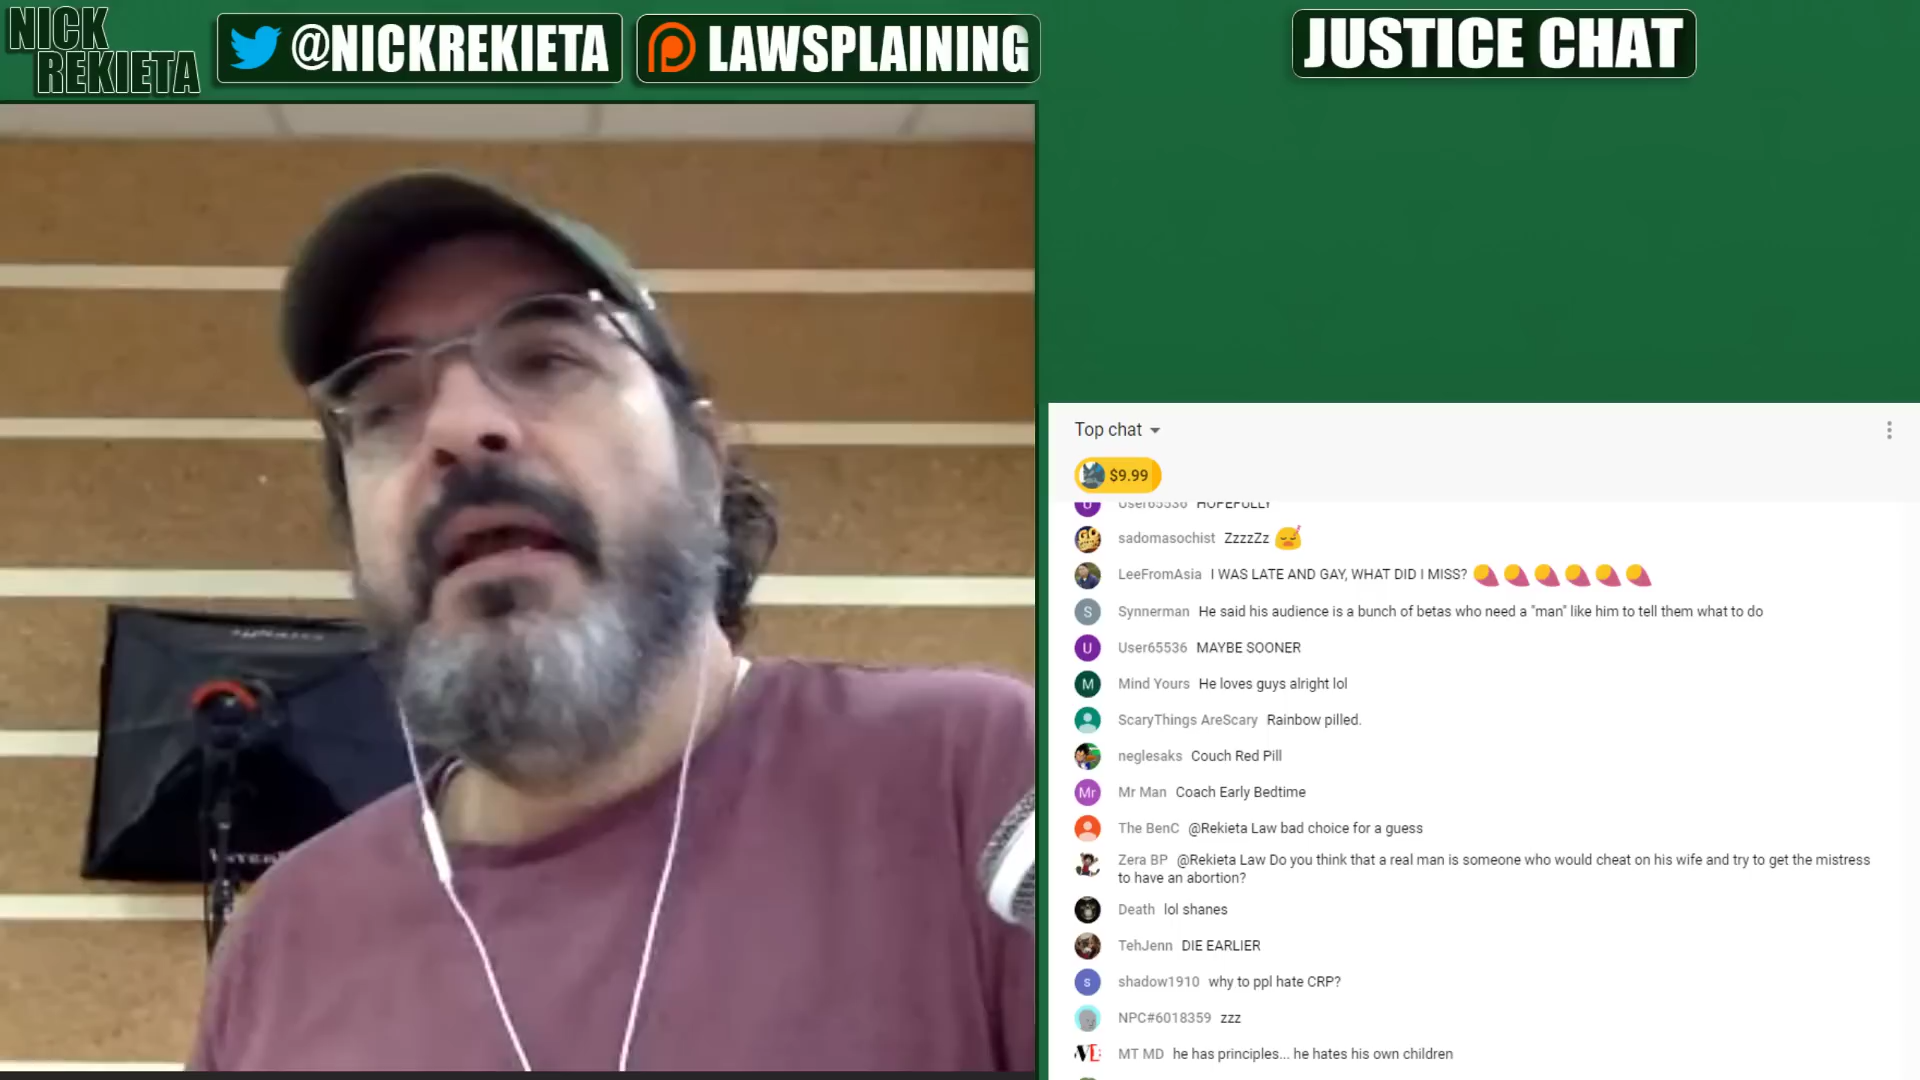 NICK
REKIETA
@NICKREKIETA
LAWSPLAINING
JUSTICE CHAT
Top chat
$9.99
User65536 HOPEFULLY
sadomasochist ZzzzZz
LeeFromAsia I WAS LATE AND GAY, WHAT DID I MISS?
S Synnerman He said his audience is a bunch of betas who need a "man" like him to tell them what to do
U User65536 MAYBE SOONER
M Mind Yours He loves guys alright lol
ScaryThings AreScary Rainbow pilled.
neglesaks Couch Red Pill
Mr Mr Man Coach Early Bedtime
The BenC @Rekieta Law bad choice for a guess
Zera BP @Rekieta Law Do you think that a real man is someone who would cheat on his wife and try to get the mistress
to have an abortion?
Death lol shanes
TehJenn DIE EARLIER
s shadow1910 why to ppl hate CRP?
NPC#6018359 zzz
MT MD he has principles... he hates his own children